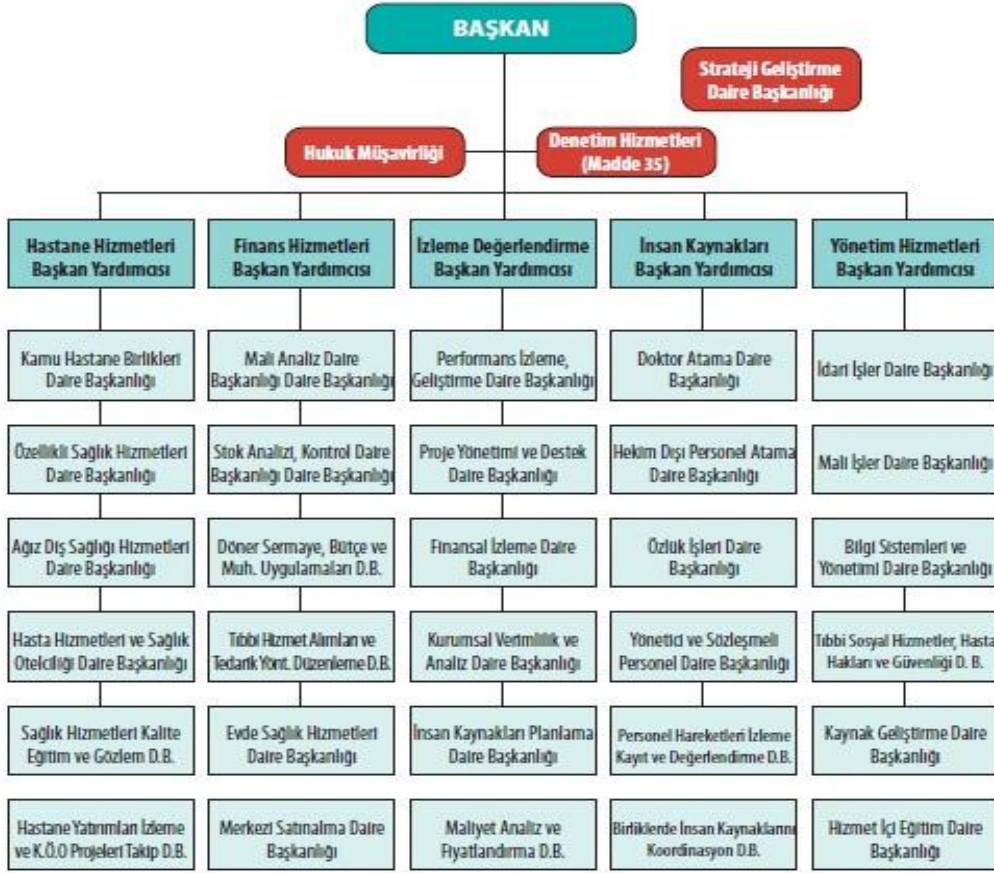 BAŞKAN
Strateji Geliştirme
Daire Başkanlığı
Hukuk Müşavirliği
Denetim Hizmetleri
(Madde 35)
Hastane Hizmetleri
Başkan Yardımcısı
Finans Hizmetleri
Başkan Yardımcısı
İzleme Değerlendirme
Başkan Yardımcısı
İnsan Kaynakları
Başkan Yardımcısı
Yönetim Hizmetleri
Başkan Yardımcısı
Kamu Hastane Birlikleri
Daire Başkanlığı
Mali Analiz Daire
Başkanlığı Daire Başkanlığı
Performans İzleme,
Geliştirme Daire Başkanlığı
Doktor Atama Daire
Başkanlığı
İdari İşler Daire Başkanlığı
Özellikli Sağlık Hizmetleri
Daire Başkanlığı
Stok Analizi, Kontrol Daire
Başkanlığı Daire Başkanlığı
Proje Yönetimi ve Destek
Daire Başkanlığı
Hekim Dışı Personel Atama
Daire Başkanlığı
Mali İşler Daire Başkanlığı
Ağız Diş Sağlığı Hizmetleri
Daire Başkanlığı
Döner Sermaye, Bütçe ve
Muh. Uygulamaları D.B.
Finansal İzleme Daire
Başkanlığı
Özlük İşleri Daire
Başkanlığı
Bilgi Sistemleri ve
Yönetimi Daire Başkanlığı
Hasta Hizmetleri ve Sağlık
Otelciliği Daire Başkanlığı
Tıbbi Hizmet Alımları ve
Tedarik Yönt. Düzenleme D.B.
Kurumsal Verimlilik ve
Analiz Daire Başkanlığı
Yönetici ve Sözleşmeli
Personel Daire Başkanlığı
Tıbbi Sosyal Hizmetler, Hasta
Hakları ve Güvenliği D. B.
Sağlık Hizmetleri Kalite
Eğitim ve Gözlem D.B.
Evde Sağlık Hizmetleri
Daire Başkanlığı
İnsan Kaynakları Planlama
Daire Başkanlığı
Personel Hareketleri İzleme
Kayıt ve Değerlendirme D.B.
Kaynak Geliştirme Daire
Başkanlığı
Hastane Yatırımları İzleme
ve K.Ö.O Projeleri Takip D.B.
Merkezi Satınalma Daire
Başkanlığı
Maliyet Analiz ve
Fiyatlandırma D.B.
Birliklerde İnsan Kaynaklarını
Koordinasyon D.B.
Hizmet İçi Eğitim Daire
Başkanlığı